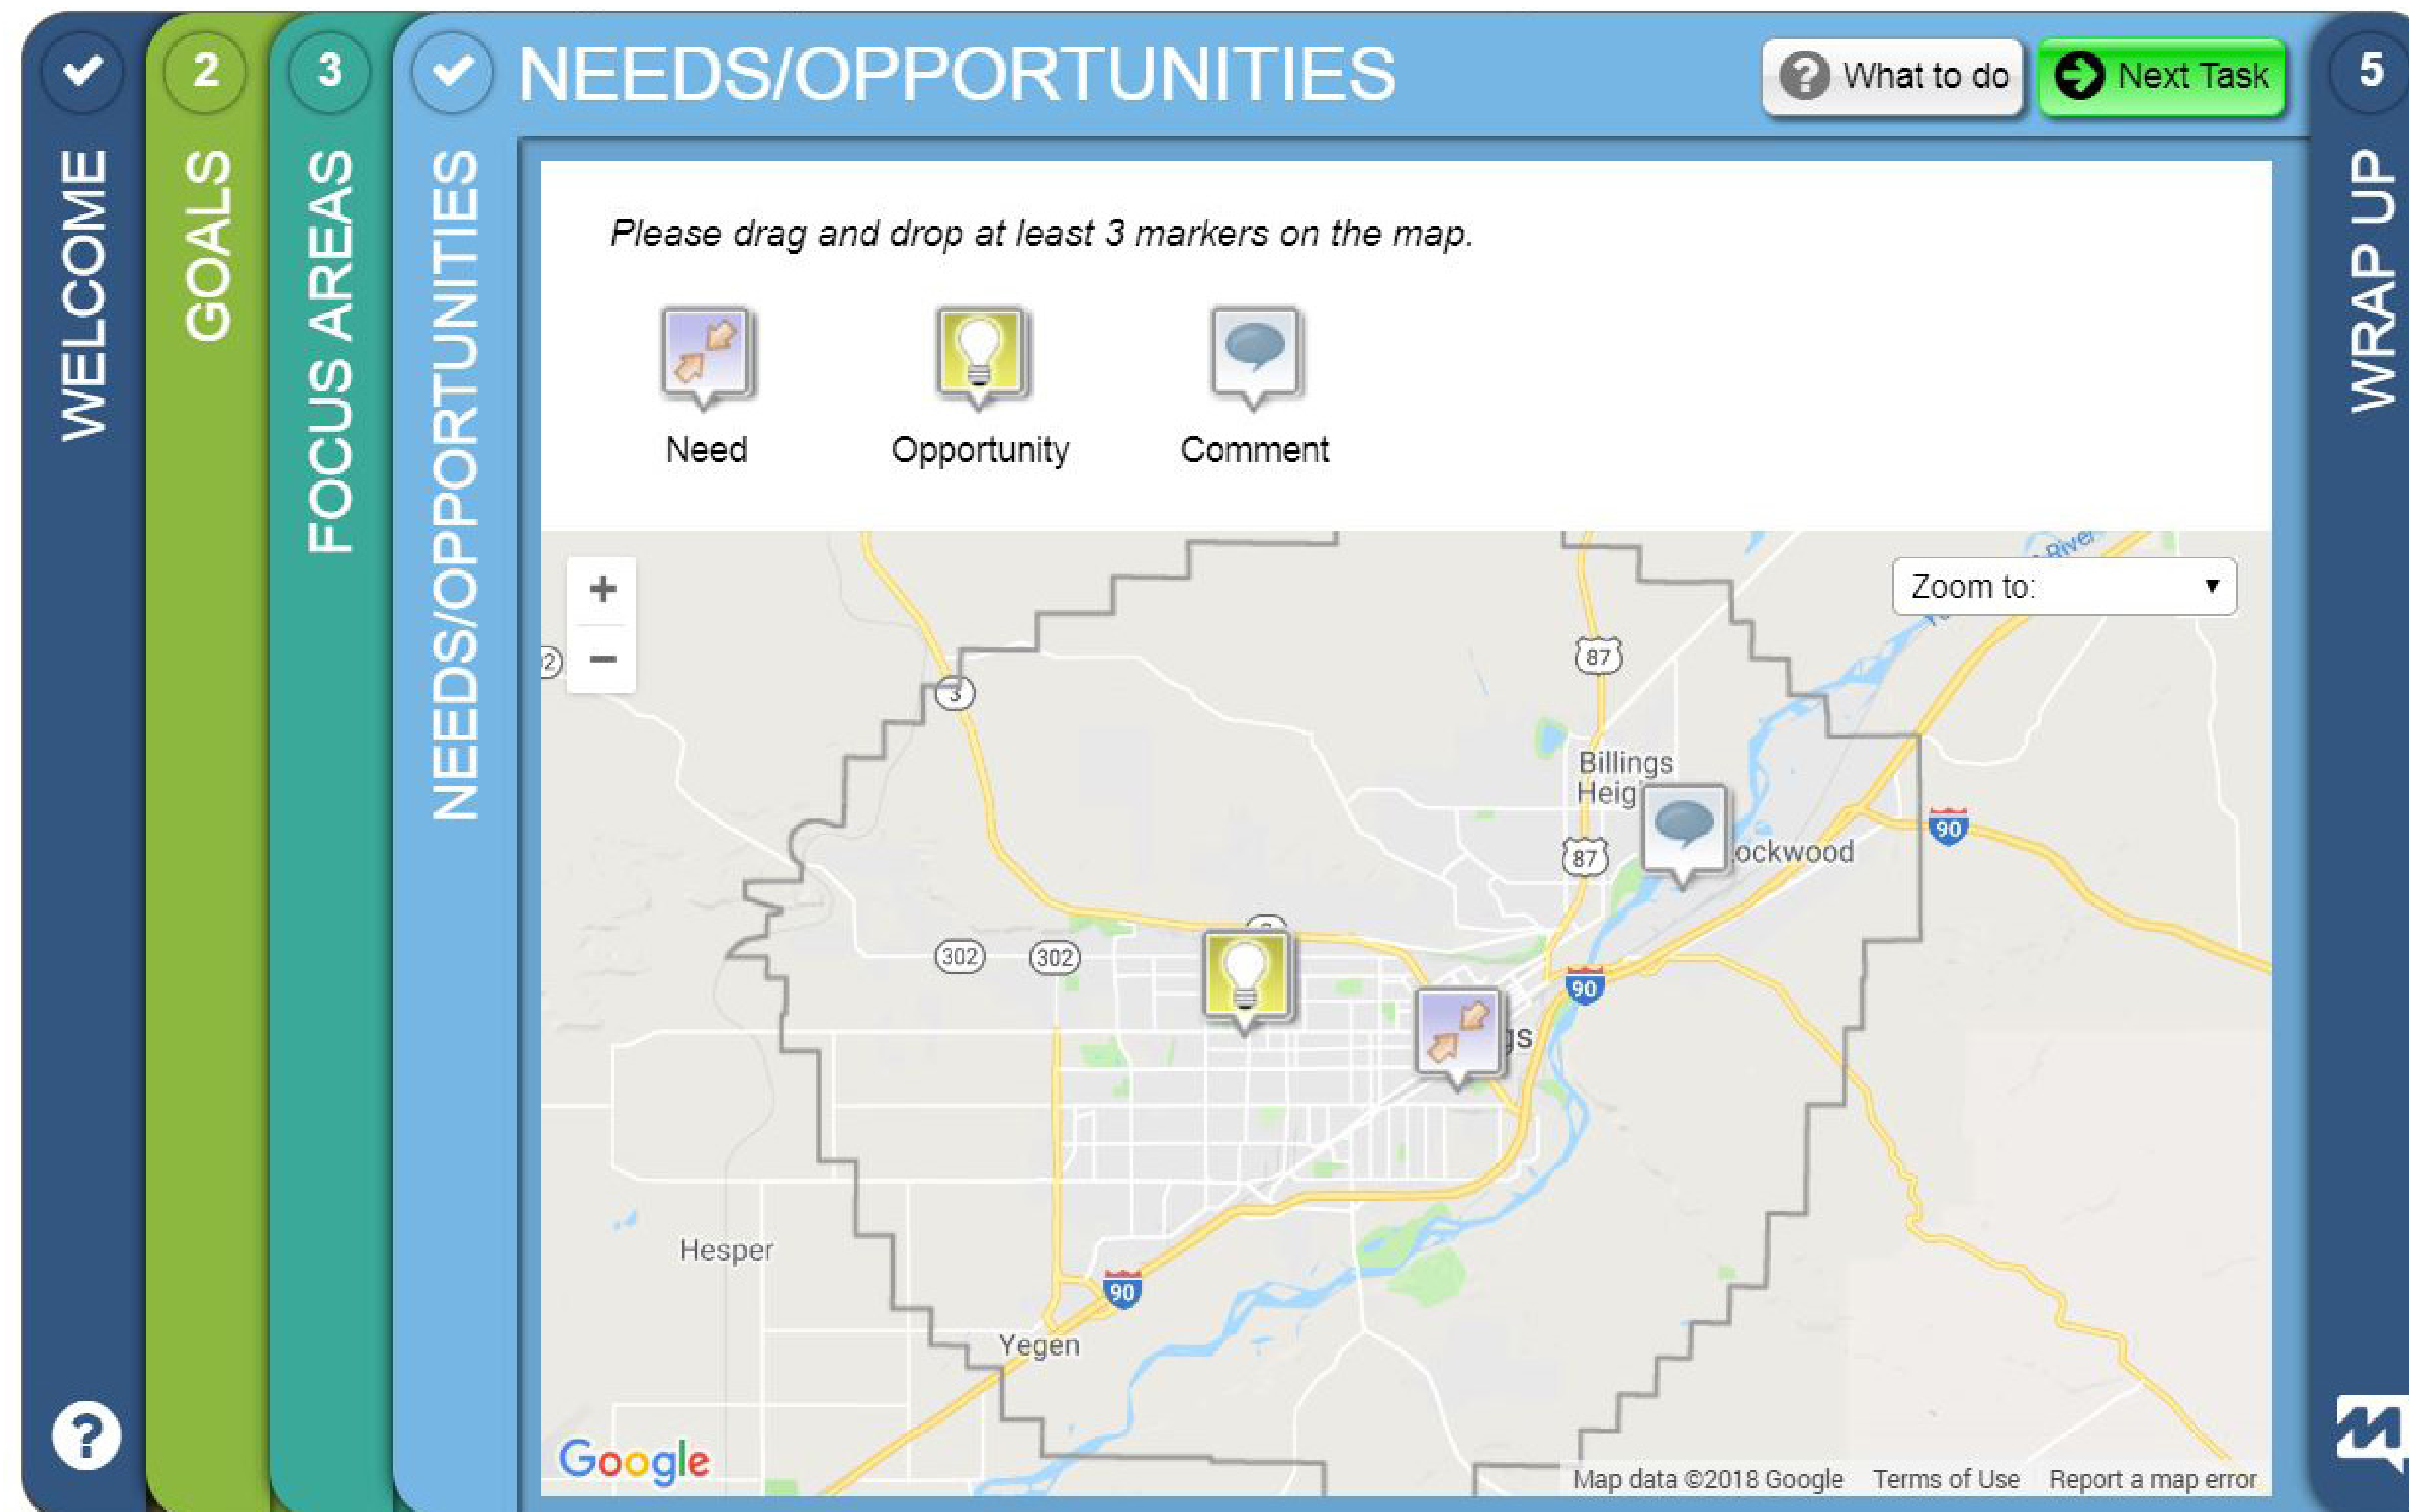 WELCOME
2
GOALS
3
FOCUS AREAS
NEEDS/OPPORTUNITIES
NEEDS/OPPORTUNITIES
What to do
Next Task
5
WRAP UP
Please drag and drop at least 3 markers on the map.
Need
Opportunity
Comment
+
−
Zoom to:
River
87
3
Billings
Heig
87
ockwood
90
302
302
90
gs
Hesper
90
Yegen
Google
Map data ©2018 Google
Terms of Use
Report a map error